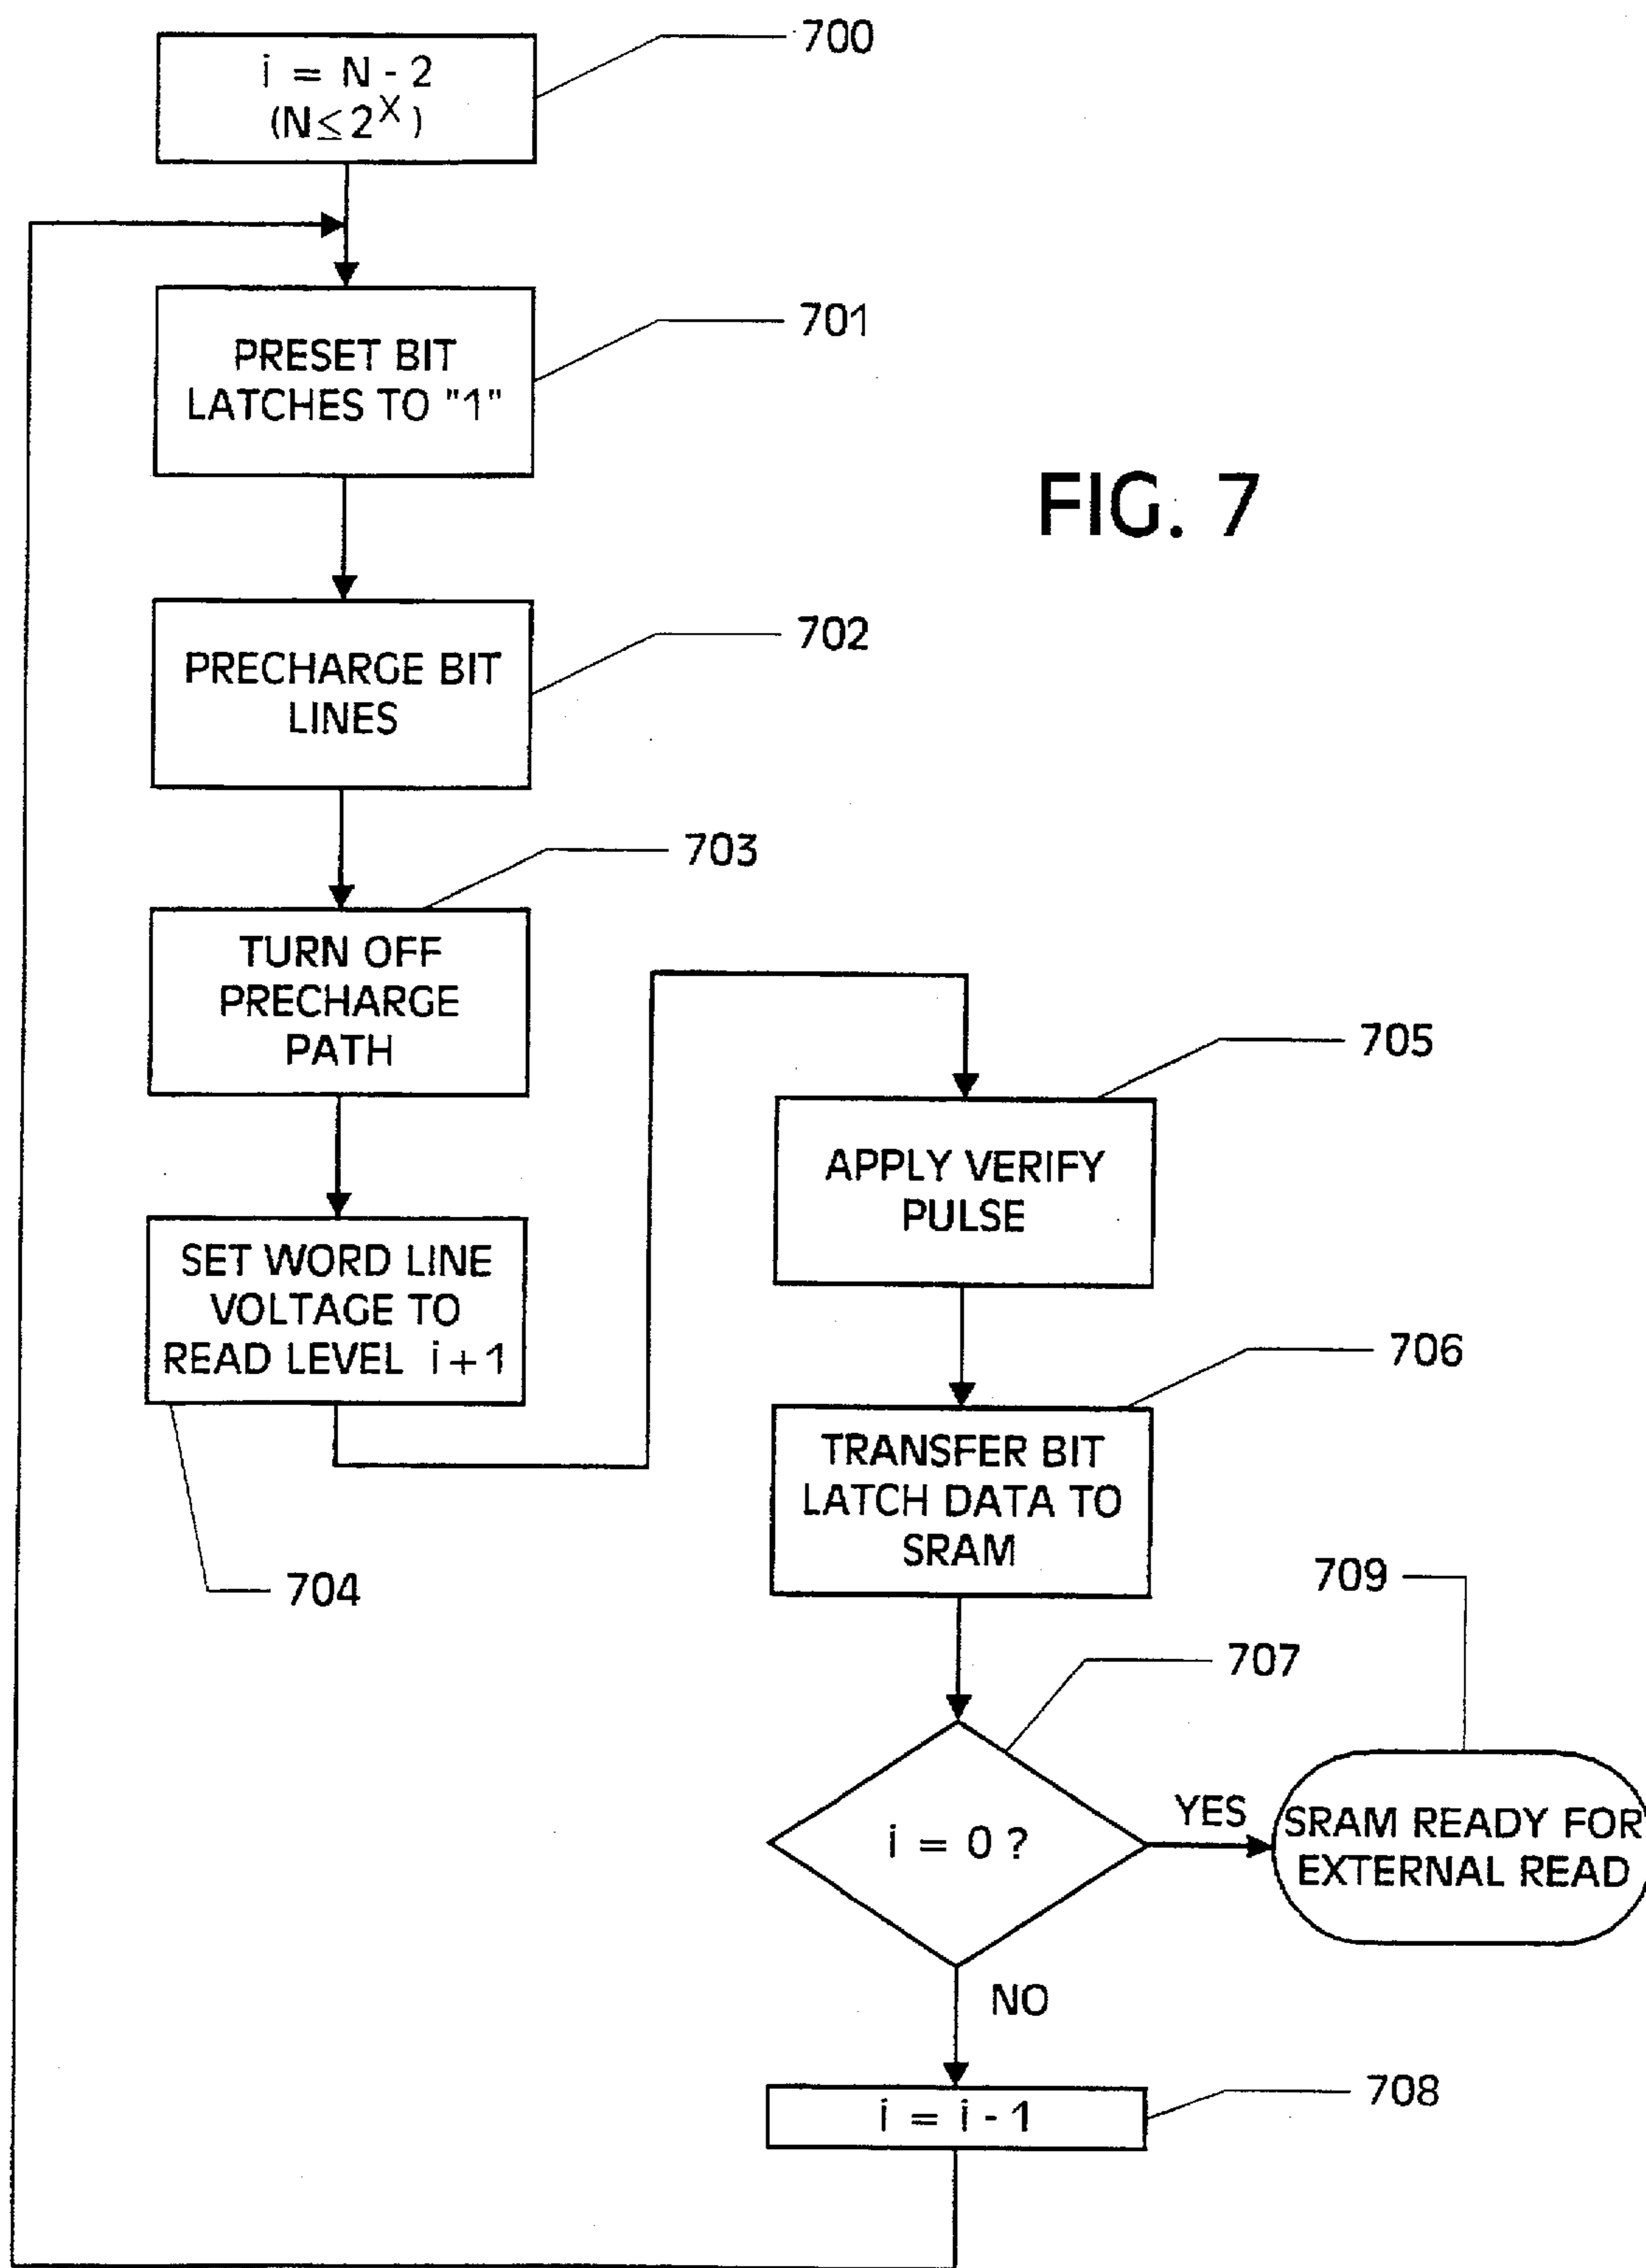 700
i = N - 2
(N≤2^X)
701
PRESET BIT
LATCHES TO "1"
FIG. 7
702
PRECHARGE BIT
LINES
703
TURN OFF
PRECHARGE
PATH
SET WORD LINE
VOLTAGE TO
READ LEVEL i+1
704
705
APPLY VERIFY
PULSE
706
TRANSFER BIT
LATCH DATA TO
SRAM
707
i = 0 ?
YES
709
SRAM READY FOR
EXTERNAL READ
NO
708
i = i - 1